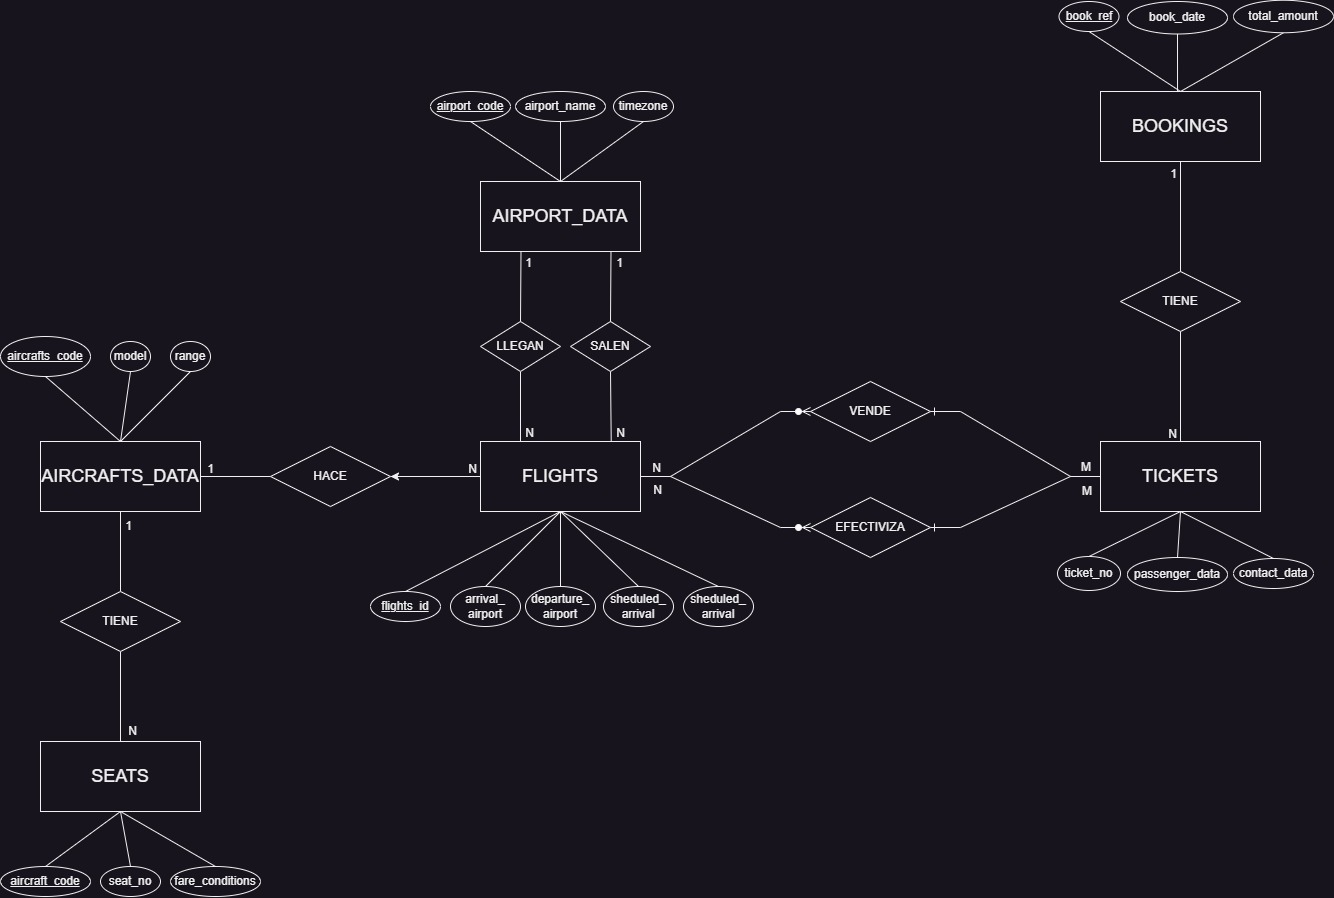 book_ref
book_date
total_amount
BOOKINGS
1
TIENE
N
airport_code
airport_name
timezone
AIRPORT_DATA
1
1
LLEGAN
SALEN
N
N
aircrafts_code
model
range
AIRCRAFTS_DATA
1
HACE
N
FLIGHTS
N
N
VENDE
EFECTIVIZA
M
M
TICKETS
ticket_no
passenger_data
contact_data
flights_id
arrival_
airport
departure_
airport
sheduled_
arrival
sheduled_
arrival
1
TIENE
N
SEATS
aircraft_code
seat_no
fare_conditions